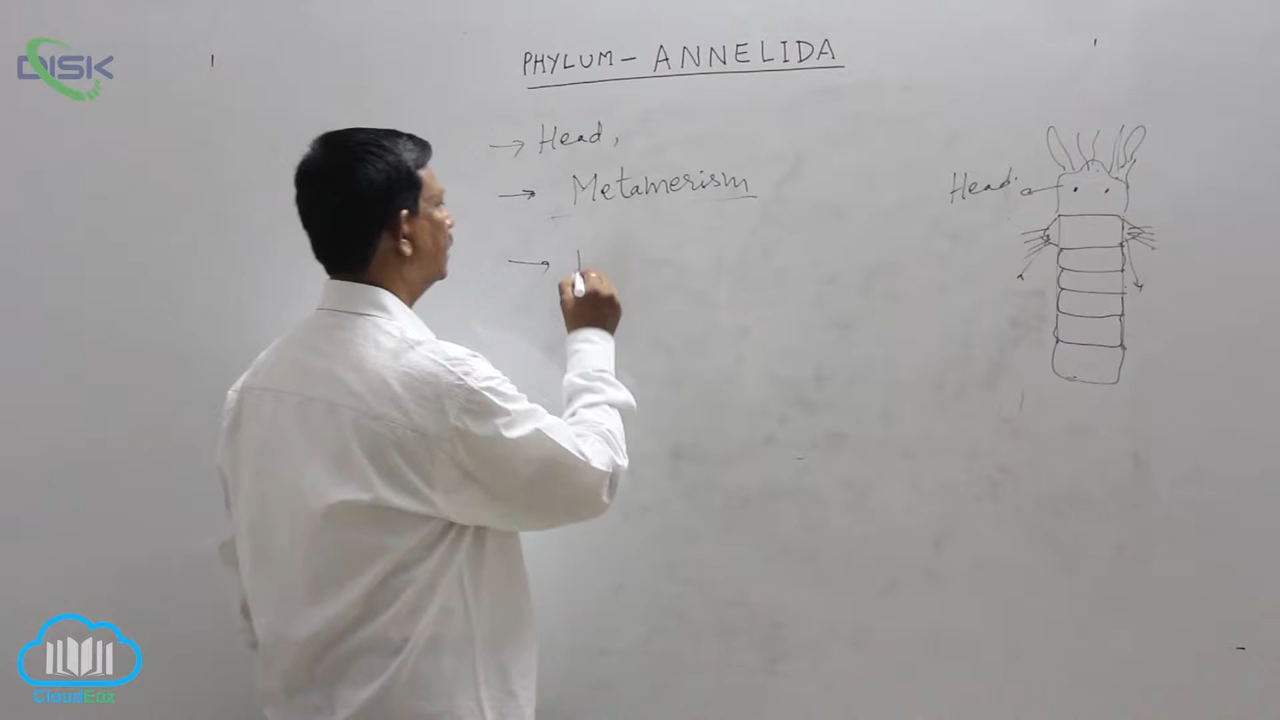 DISK
PHYLUM - ANNELIDA
→ Head,
→ Metamerism
→
Head.
CloudEdz